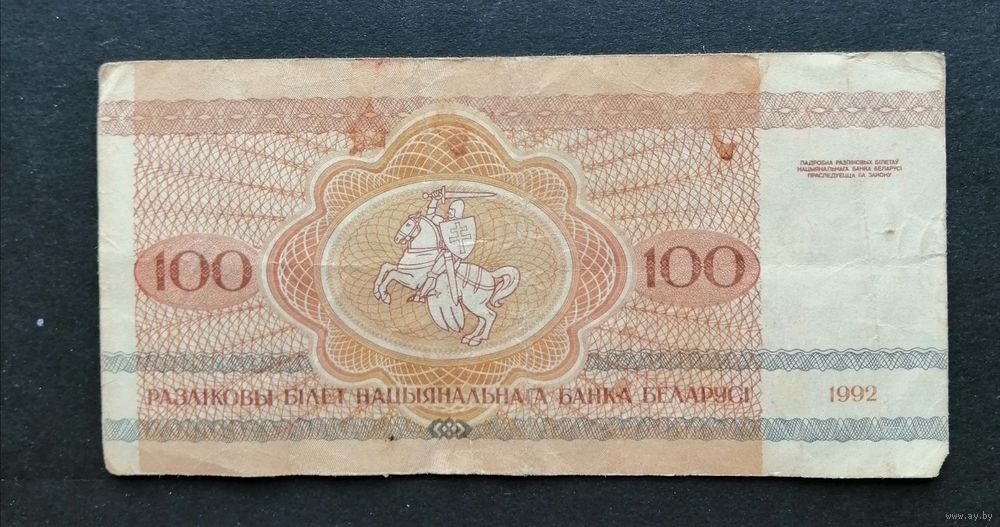 ПАДРОБКА РАЗЛІКОВЫХ БІЛЕТАЎ
НАЦЫЯНАЛЬНАГА БАНКА БЕЛАРУСІ
ПРАСЛЕДУЕЦЦА ПА ЗАКОНУ
100
100
РАЗЛІКОВЫ БІЛЕТ НАЦЫЯНАЛЬНАГА БАНКА БЕЛАРУСІ
1992
www.ay.by